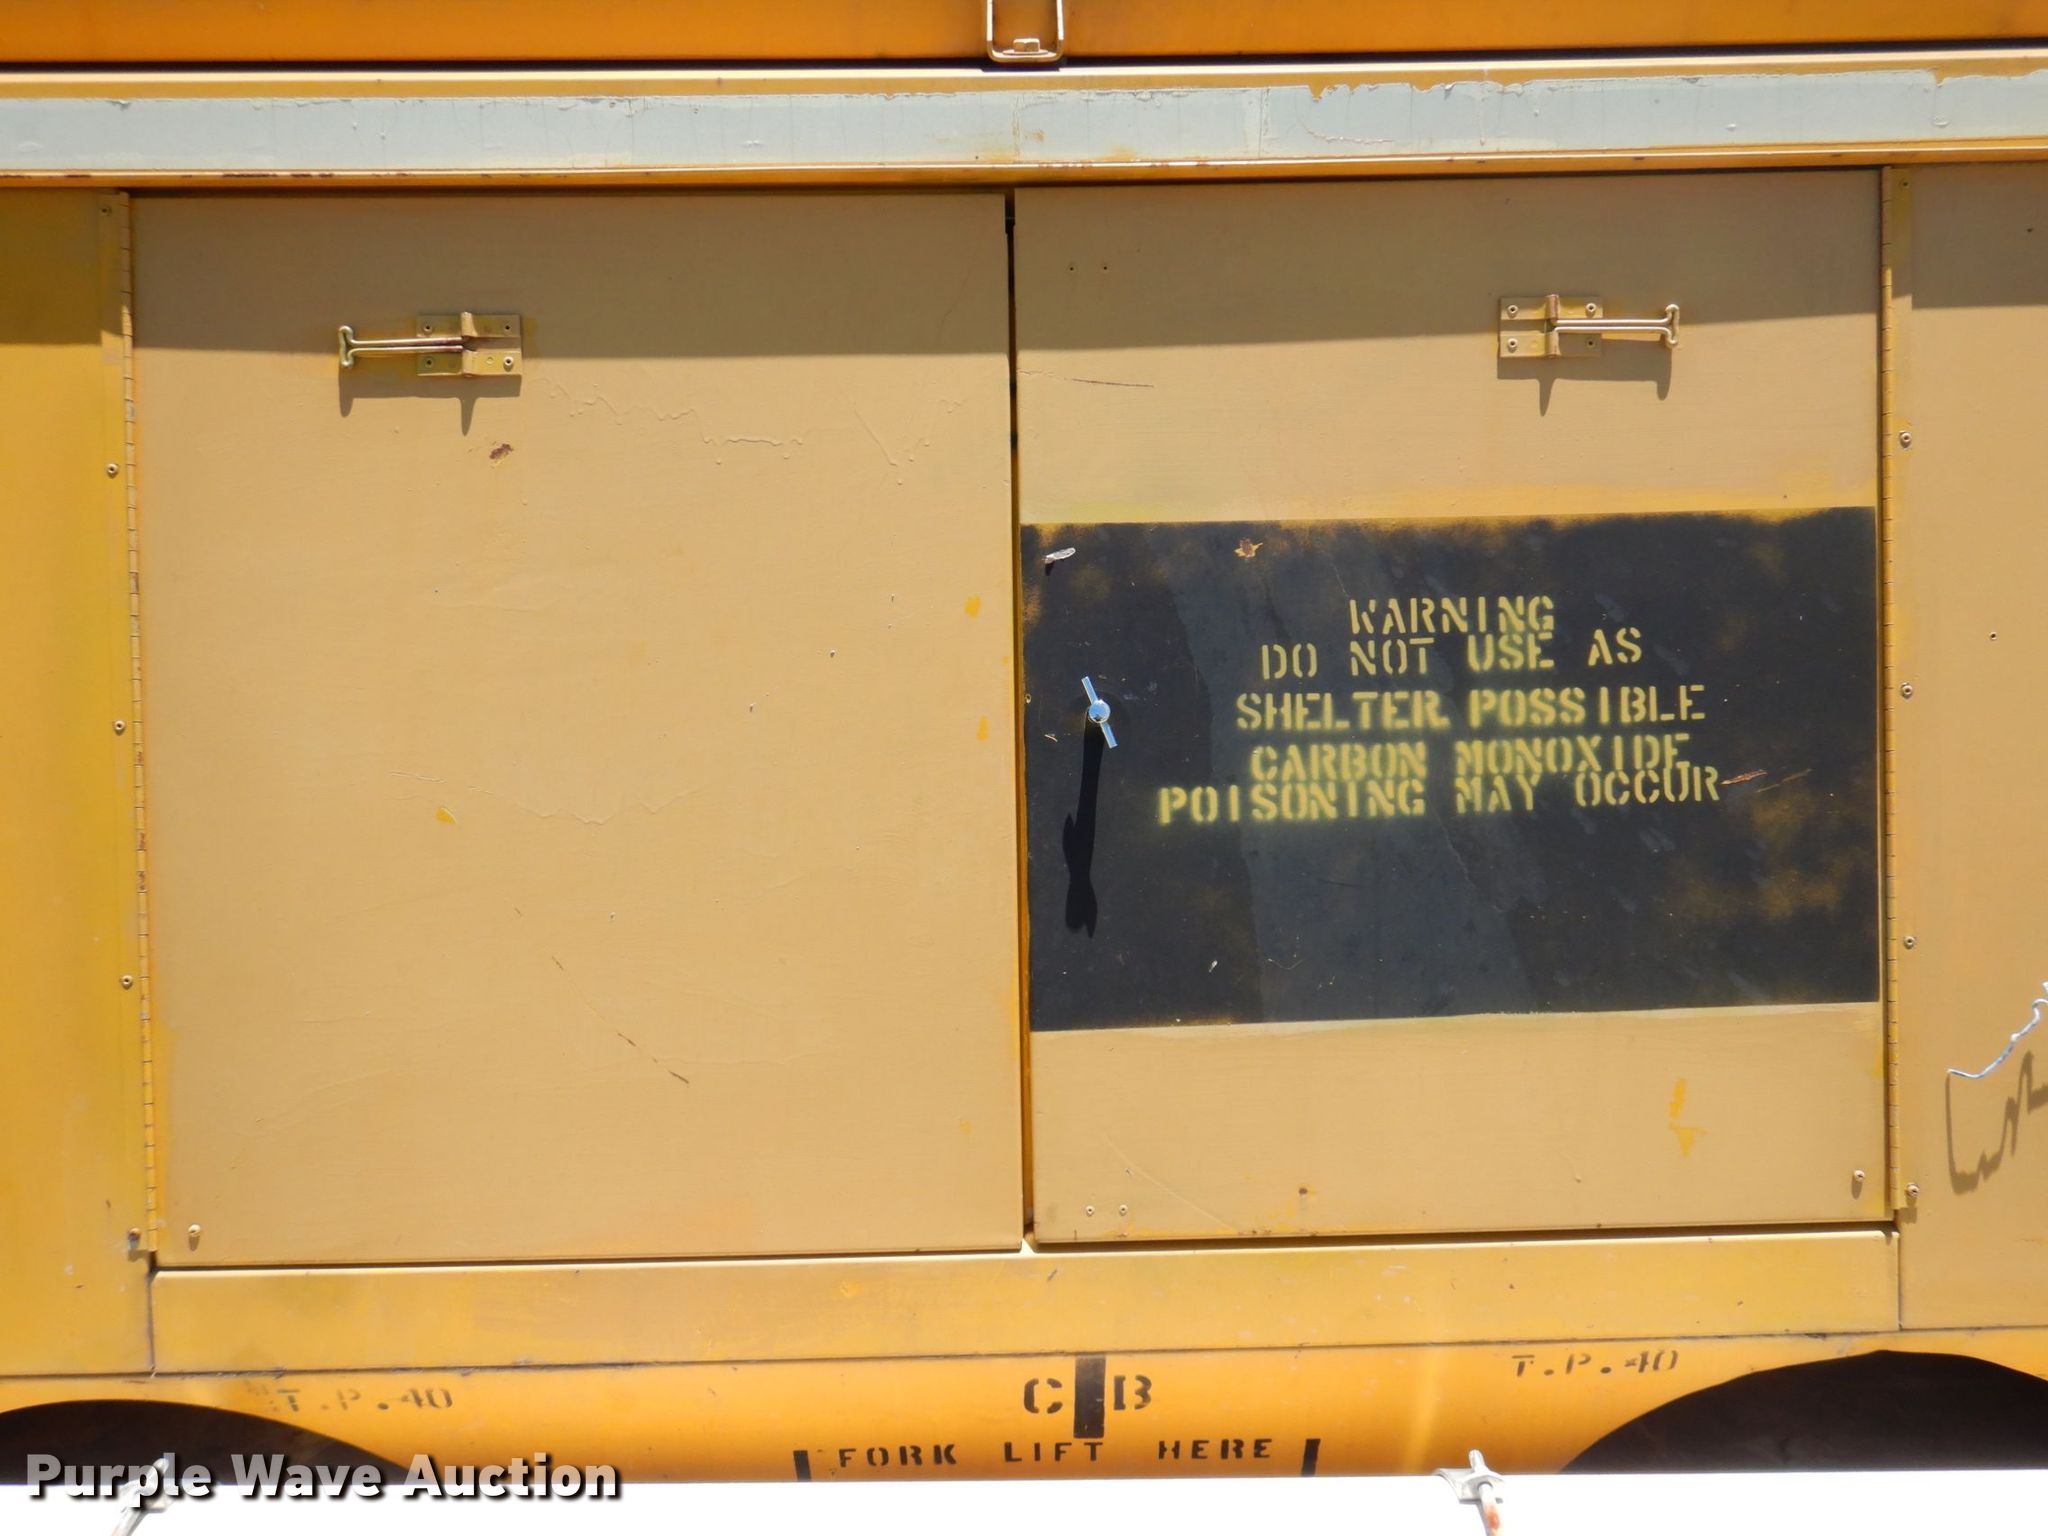 WARNING
DO NOT USE AS
SHELTER. POSSIBLE
CARBON MONOXIDE
POISONING MAY OCCUR
T.P.40
T.P.40
C B
FORK LIFT HERE
Purple Wave Auction